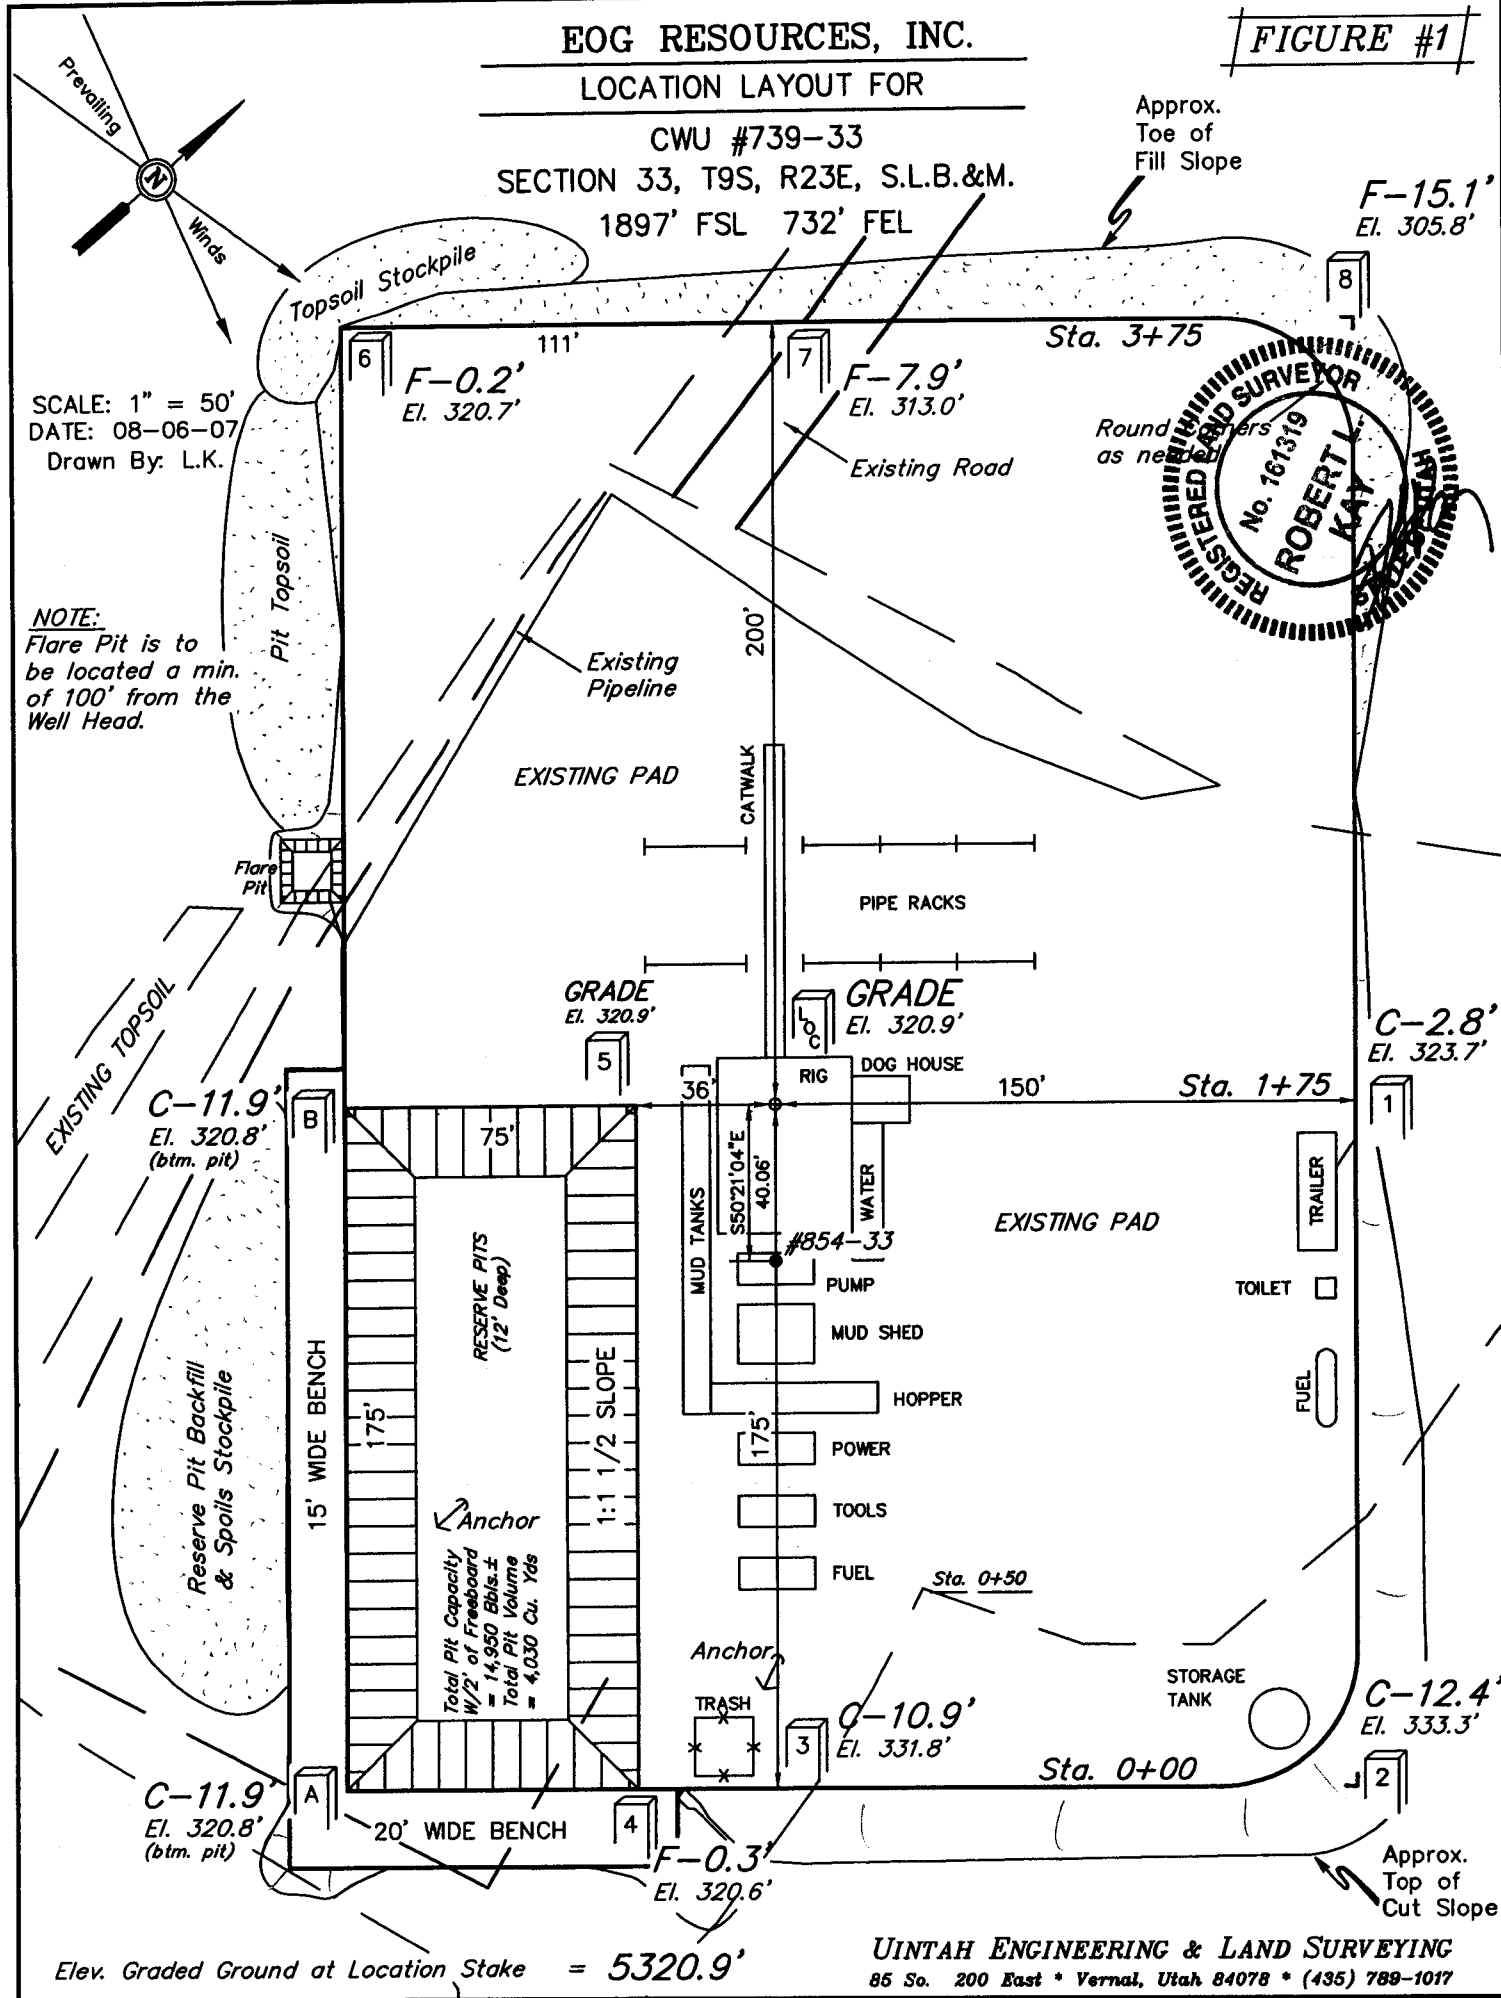 EOG RESOURCES, INC.
LOCATION LAYOUT FOR
CWU #739-33
SECTION 33, T9S, R23E, S.L.B.&M.
1897' FSL 732' FEL
FIGURE #1
Prevailing
N
Winds
Approx.
Toe of
Fill Slope
F-15.1'
El. 305.8'
8
Topsoil Stockpile
SCALE: 1" = 50'
DATE: 08-06-07
Drawn By: L.K.
6
111'
F-0.2'
El. 320.7'
7
F-7.9'
El. 313.0'
Sta. 3+75
Existing Road
Round corners
as needed
REGISTERED LAND SURVEYOR
No. 161319
ROBERT L.
KAY
STATE OF UTAH
NOTE:
Flare Pit is to
be located a min.
of 100' from the
Well Head.
Pit Topsoil
Existing
Pipeline
200'
EXISTING PAD
CATWALK
Flare
Pit
PIPE RACKS
EXISTING TOPSOIL
GRADE
El. 320.9'
5
LOC
GRADE
El. 320.9'
C-2.8'
El. 323.7'
1
C-11.9'
El. 320.8'
(btm. pit)
B
36'
RIG
DOG HOUSE
150'
Sta. 1+75
75'
S50°21'04"E
40.06'
WATER
MUD TANKS
TRAILER
EXISTING PAD
#854-33
RESERVE PITS
(12' Deep)
PUMP
TOILET
MUD SHED
HOPPER
FUEL
Reserve Pit Backfill
& Spoils Stockpile
15' WIDE BENCH
175'
1:1 1/2 SLOPE
175'
POWER
TOOLS
FUEL
Anchor
Total Pit Capacity
W/2' of Freeboard
= 14,950 Bbls.±
Total Pit Volume
= 4,030 Cu. Yds
Sta. 0+50
Anchor
TRASH
STORAGE
TANK
3
C-10.9'
El. 331.8'
C-12.4'
El. 333.3'
Sta. 0+00
2
C-11.9'
El. 320.8'
(btm. pit)
A
20' WIDE BENCH
4
F-0.3'
El. 320.6'
Approx.
Top of
Cut Slope
Elev. Graded Ground at Location Stake = 5320.9'
UINTAH ENGINEERING & LAND SURVEYING
85 So. 200 East * Vernal, Utah 84078 * (435) 789-1017